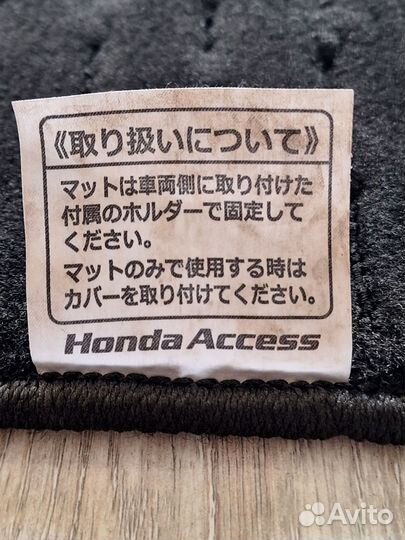 《取り扱いについて》
マットは車両側に取り付けた
付属のホルダーで固定して
ください。
マットのみで使用する時は
カバーを取り付けてください。
Honda Access
Avito